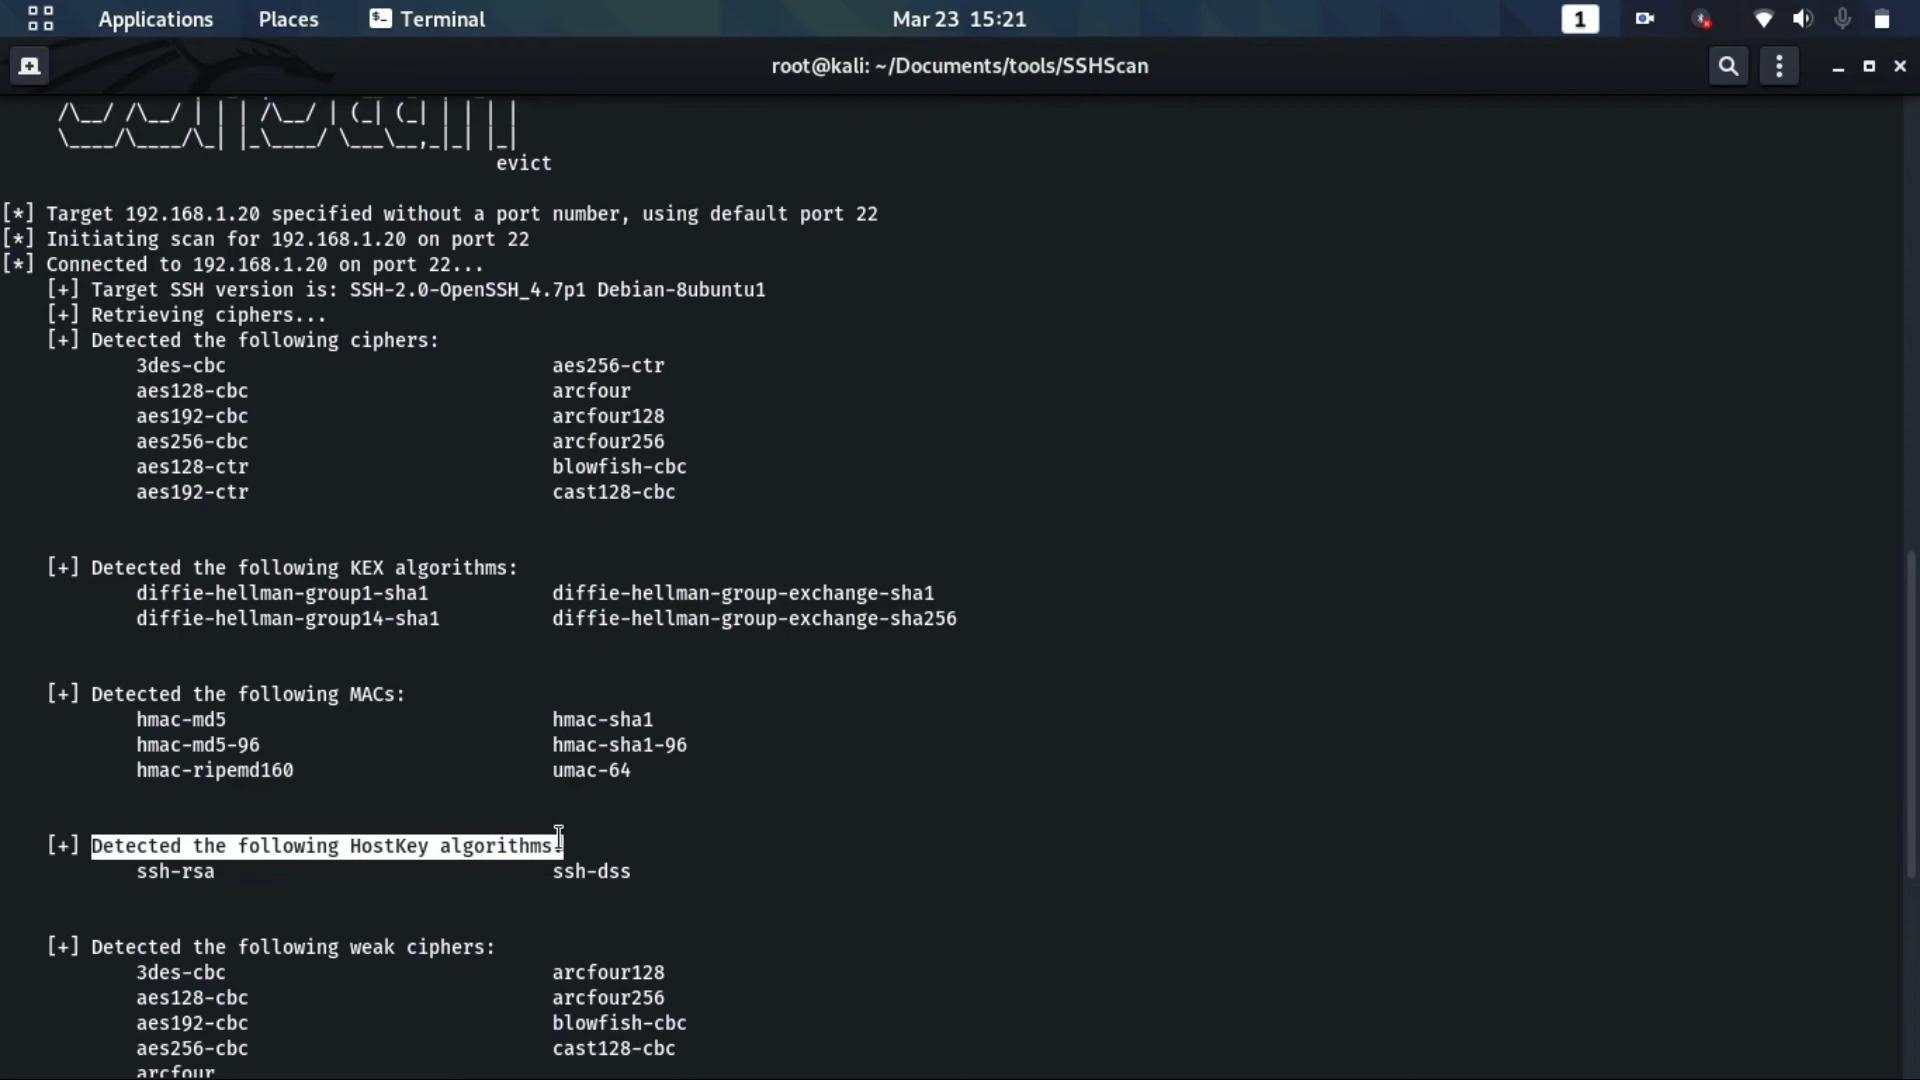 Applications Places Terminal Mar 23 15:21 1
root@kali: ~/Documents/tools/SSHScan
evict
[*] Target 192.168.1.20 specified without a port number, using default port 22
[*] Initiating scan for 192.168.1.20 on port 22
[*] Connected to 192.168.1.20 on port 22...
[+] Target SSH version is: SSH-2.0-OpenSSH_4.7p1 Debian-8ubuntu1
[+] Retrieving ciphers...
[+] Detected the following ciphers:
3des-cbc aes256-ctr
aes128-cbc arcfour
aes192-cbc arcfour128
aes256-cbc arcfour256
aes128-ctr blowfish-cbc
aes192-ctr cast128-cbc
[+] Detected the following KEX algorithms:
diffie-hellman-group1-sha1 diffie-hellman-group-exchange-sha1
diffie-hellman-group14-sha1 diffie-hellman-group-exchange-sha256
[+] Detected the following MACs:
hmac-md5 hmac-sha1
hmac-md5-96 hmac-sha1-96
hmac-ripemd160 umac-64
[+] Detected the following HostKey algorithms:
ssh-rsa ssh-dss
[+] Detected the following weak ciphers:
3des-cbc arcfour128
aes128-cbc arcfour256
aes192-cbc blowfish-cbc
aes256-cbc cast128-cbc
arcfour